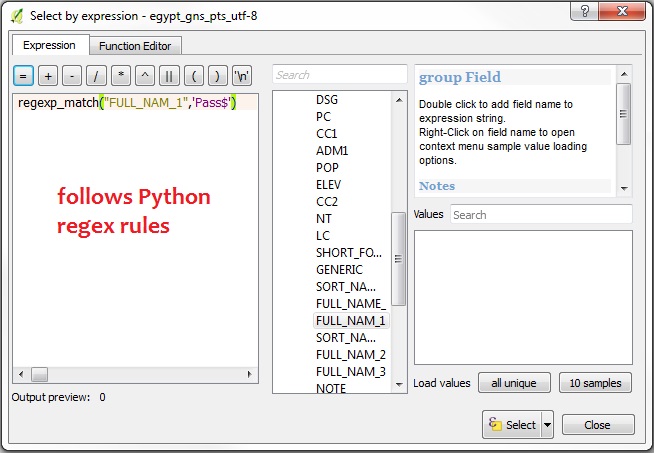 Select by expression - egypt_gns_pts_utf-8
Expression
Function Editor
= + - / * ^ || ( ) '\n'
regexp_match("FULL_NAM_1",'Pass$')
follows Python
regex rules
Output preview: 0
Search
DSG
PC
CC1
ADM1
POP
ELEV
CC2
NT
LC
SHORT_FO...
GENERIC
SORT_NA...
FULL_NAME_
FULL_NAM_1
SORT_NA...
FULL_NAM_2
FULL_NAM_3
NOTE
group Field
Double click to add field name to
expression string.
Right-Click on field name to open
context menu sample value loading
options.
Notes
Values Search
Load values all unique 10 samples
Select Close